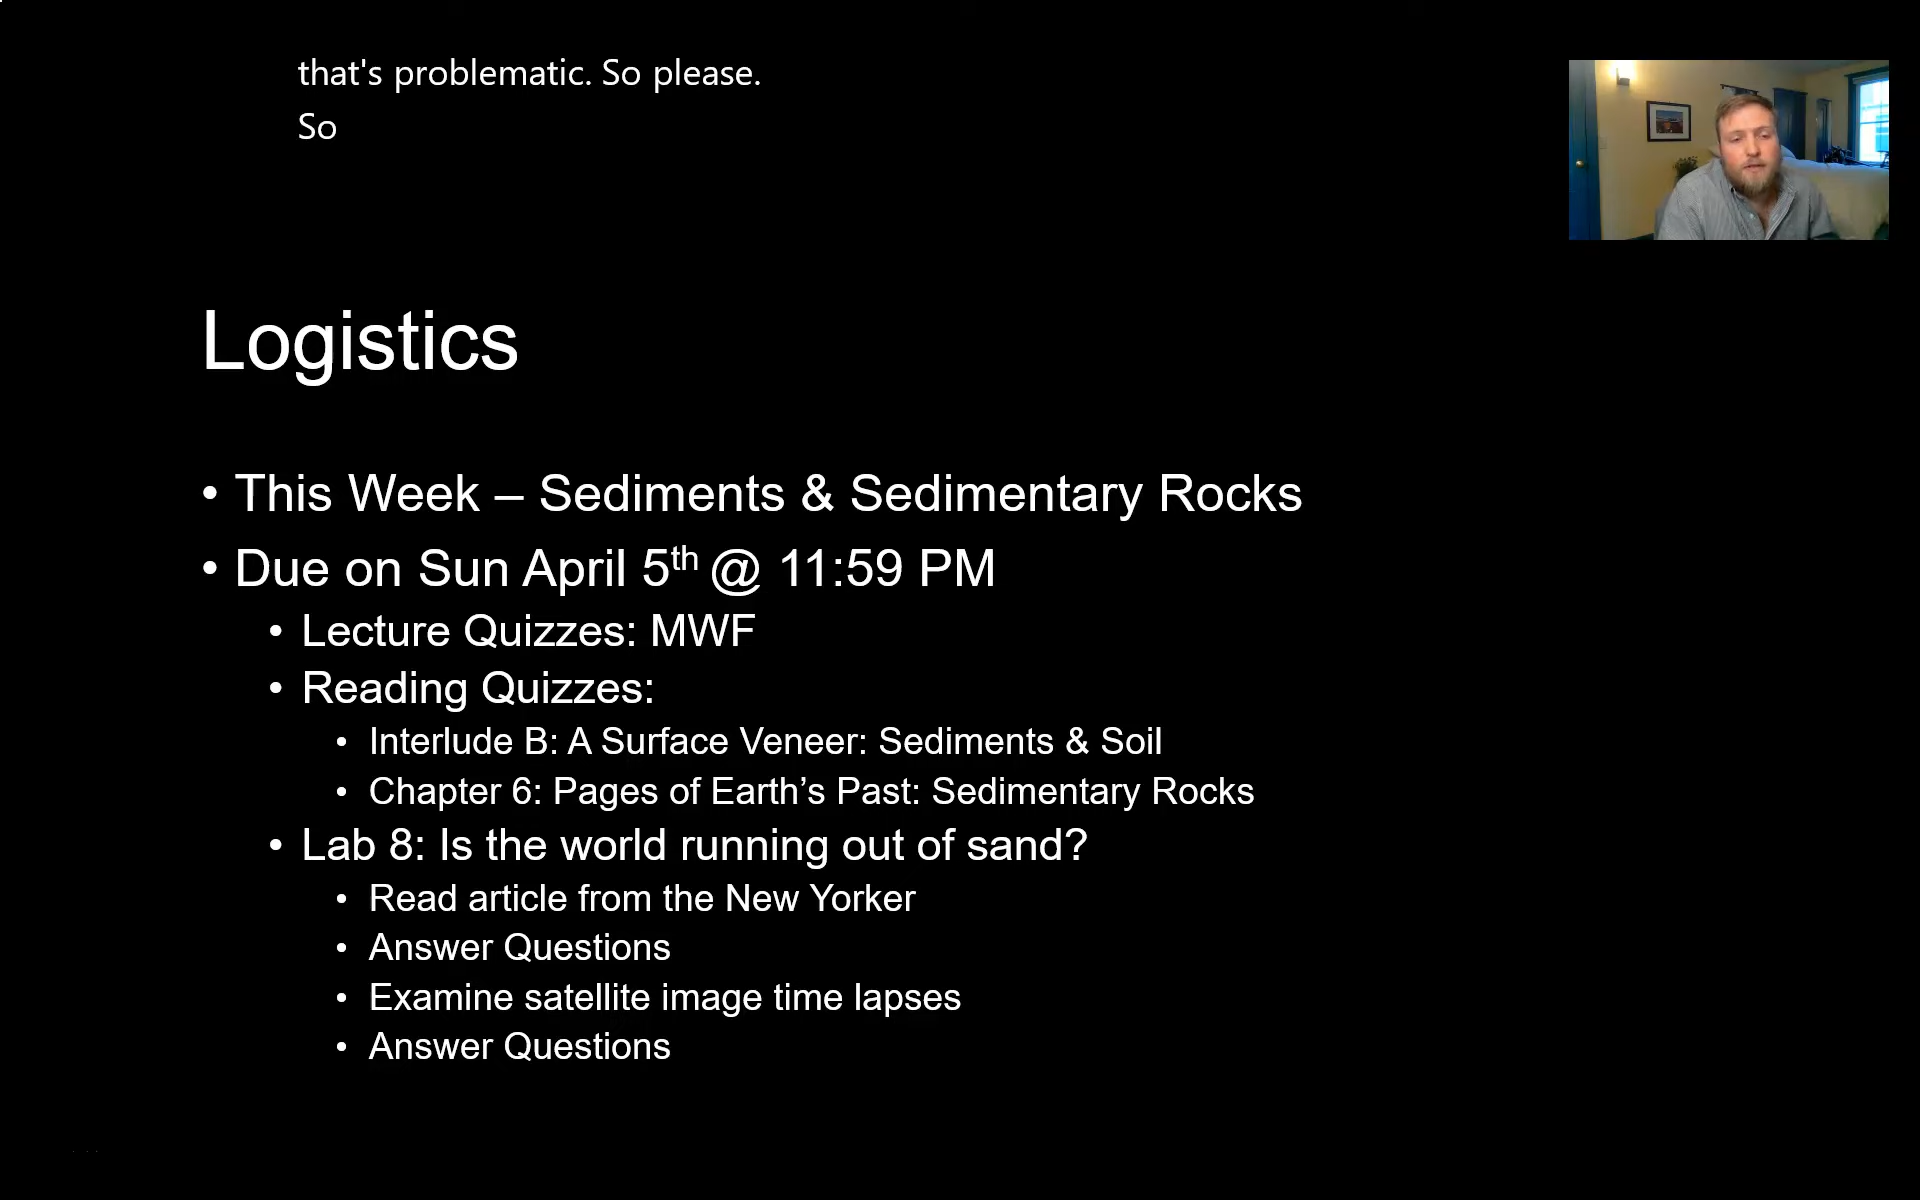 that's problematic. So please.
So
Logistics
• This Week – Sediments & Sedimentary Rocks
• Due on Sun April 5th @ 11:59 PM
• Lecture Quizzes: MWF
• Reading Quizzes:
• Interlude B: A Surface Veneer: Sediments & Soil
• Chapter 6: Pages of Earth’s Past: Sedimentary Rocks
• Lab 8: Is the world running out of sand?
• Read article from the New Yorker
• Answer Questions
• Examine satellite image time lapses
• Answer Questions